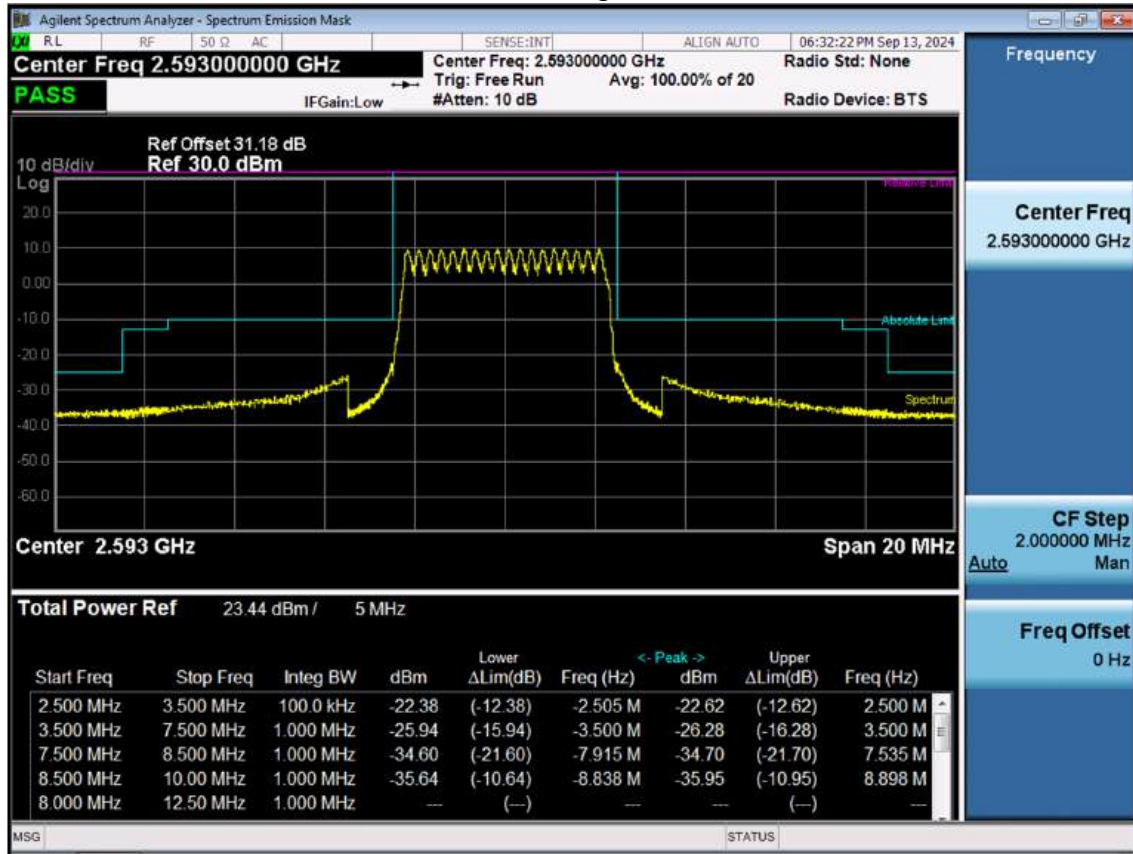 Agilent Spectrum Analyzer - Spectrum Emission Mask
RL RF 50 Ω AC SENSE:INT ALIGN AUTO 06:32:22 PM Sep 13, 2024
Center Freq 2.593000000 GHz
PASS
IFGain:Low
Center Freq: 2.593000000 GHz
Trig: Free Run Avg: 100.00% of 20
#Atten: 10 dB
Radio Std: None
Radio Device: BTS
Ref Offset 31.18 dB
10 dB/div Ref 30.0 dBm
Log
Relative Limit
20.0
10.0
0.00
-10.0
Absolute Limit
-20.0
-30.0
Spectrum
-40.0
-50.0
-60.0
Center 2.593 GHz Span 20 MHz
Total Power Ref 23.44 dBm / 5 MHz
Lower <- Peak -> Upper
Start Freq Stop Freq Integ BW dBm ΔLim(dB) Freq (Hz) dBm ΔLim(dB) Freq (Hz)
2.500 MHz 3.500 MHz 100.0 kHz -22.38 (-12.38) -2.505 M -22.62 (-12.62) 2.500 M
3.500 MHz 7.500 MHz 1.000 MHz -25.94 (-15.94) -3.500 M -26.28 (-16.28) 3.500 M
7.500 MHz 8.500 MHz 1.000 MHz -34.60 (-21.60) -7.915 M -34.70 (-21.70) 7.535 M
8.500 MHz 10.00 MHz 1.000 MHz -35.64 (-10.64) -8.838 M -35.95 (-10.95) 8.898 M
8.000 MHz 12.50 MHz 1.000 MHz --- (---) --- --- (---) ---
MSG STATUS
Frequency
Center Freq
2.593000000 GHz
CF Step
2.000000 MHz
Auto Man
Freq Offset
0 Hz